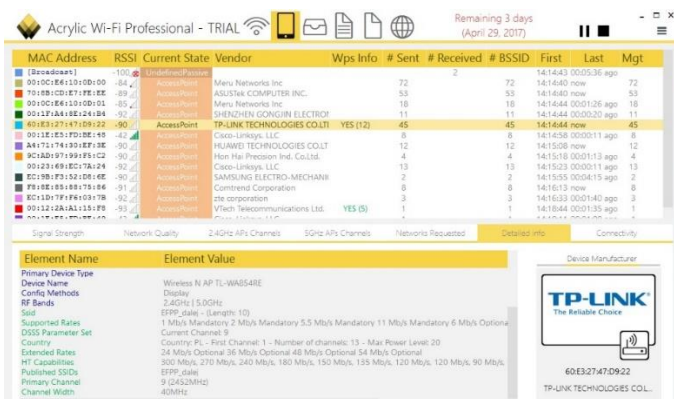 Acrylic Wi-Fi Professional - TRIAL
Remaining 3 days
(April 29, 2017)
MAC Address RSSI Current State Vendor Wps Info # Sent # Received # BSSID First Last Mgt
[Broadcast] -100 UndefinedPassive 2 14:14:43 00:05:36 ago
00:0C:E6:10:0D:00 -84 AccessPoint Meru Networks Inc 72 72 14:14:40 now 72
70:8B:CD:E7:FE:EE -89 AccessPoint ASUSTek COMPUTER INC. 53 53 14:14:40 now 53
00:0C:E6:10:0D:01 -85 AccessPoint Meru Networks Inc 18 18 14:14:44 00:01:26 ago 18
00:1F:A4:8E:24:B4 -92 AccessPoint SHENZHEN GONGJIN ELECTRON 11 11 14:14:44 00:00:20 ago 11
60:E3:27:47:D9:22 -90 AccessPoint TP-LINK TECHNOLOGIES CO.LTI YES (12) 45 45 14:14:44 now 45
00:1E:E5:FD:BE:48 -42 AccessPoint Cisco-Linksys, LLC 8 8 14:14:58 00:00:11 ago 8
A4:71:74:30:EF:3E -90 AccessPoint HUAWEI TECHNOLOGIES CO.LT 12 12 14:15:08 now 12
9C:AD:97:99:F5:C2 -90 AccessPoint Hon Hai Precision Ind. Co.Ltd. 4 4 14:15:18 00:01:13 ago 4
00:23:69:EC:7A:24 -92 AccessPoint Cisco-Linksys, LLC 13 13 14:15:23 00:00:11 ago 13
EC:9B:F3:52:D8:6E -90 AccessPoint SAMSUNG ELECTRO-MECHANI 2 2 14:15:55 00:04:15 ago 2
F8:8E:85:88:75:86 -91 AccessPoint Comtrend Corporation 8 8 14:16:13 now 8
EC:1D:7F:F6:03:7B -92 AccessPoint zte corporation 3 3 14:16:33 00:01:40 ago 3
00:12:2A:A1:15:F8 -93 AccessPoint VTech Telecommunications Ltd. YES (5) 1 1 14:18:44 00:01:35 ago 1
Signal Strength Network Quality 2.4GHz APs Channels 5GHz APs Channels Networks Requested Detailed Info Connectivity
Element Name Element Value Device Manufacturer
Primary Device Type
Device Name Wireless N AP TL-WA854RE
Config Methods Display
RF Bands 2,4GHz | 5,0GHz
Ssid EFPP_dalej - (Length: 10)
Supported Rates 1 Mb/s Mandatory 2 Mb/s Mandatory 5.5 Mb/s Mandatory 11 Mb/s Mandatory 6 Mb/s Optiona
DSSS Parameter Set Current Channel: 9
Country Country: PL - First Channel: 1 - Number of channels: 13 - Max Power Level: 20
Extended Rates 24 Mb/s Optional 36 Mb/s Optional 48 Mb/s Optional 54 Mb/s Optional
HT Capabilities 300 Mb/s, 270 Mb/s, 240 Mb/s, 180 Mb/s, 150 Mb/s, 135 Mb/s, 120 Mb/s, 120 Mb/s, 90 Mb/s,
Published SSIDs EFPP_dalej
Primary Channel 9 (2452MHz)
Channel Width 40MHz
TP-LINK
The Reliable Choice
60:E3:27:47:D9:22
TP-LINK TECHNOLOGIES CO.L...